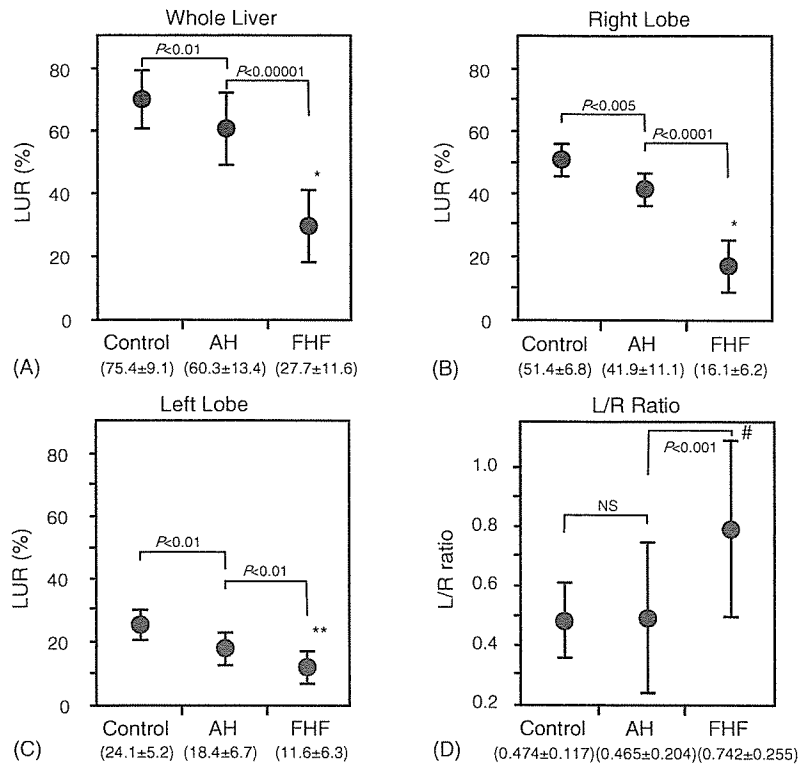 Whole Liver
P<0.01
P<0.00001
80
60
40
20
0
LUR (%)
*
Control AH FHF
(A) (75.4±9.1) (60.3±13.4) (27.7±11.6)
Right Lobe
P<0.005
P<0.0001
80
60
40
20
0
LUR (%)
*
Control AH FHF
(B) (51.4±6.8) (41.9±11.1) (16.1±6.2)
Left Lobe
P<0.01
P<0.01
80
60
40
20
0
LUR (%)
**
Control AH FHF
(C) (24.1±5.2) (18.4±6.7) (11.6±6.3)
L/R Ratio
#
P<0.001
NS
1.0
0.8
0.6
0.4
0.2
L/R ratio
Control AH FHF
(D) (0.474±0.117) (0.465±0.204) (0.742±0.255)